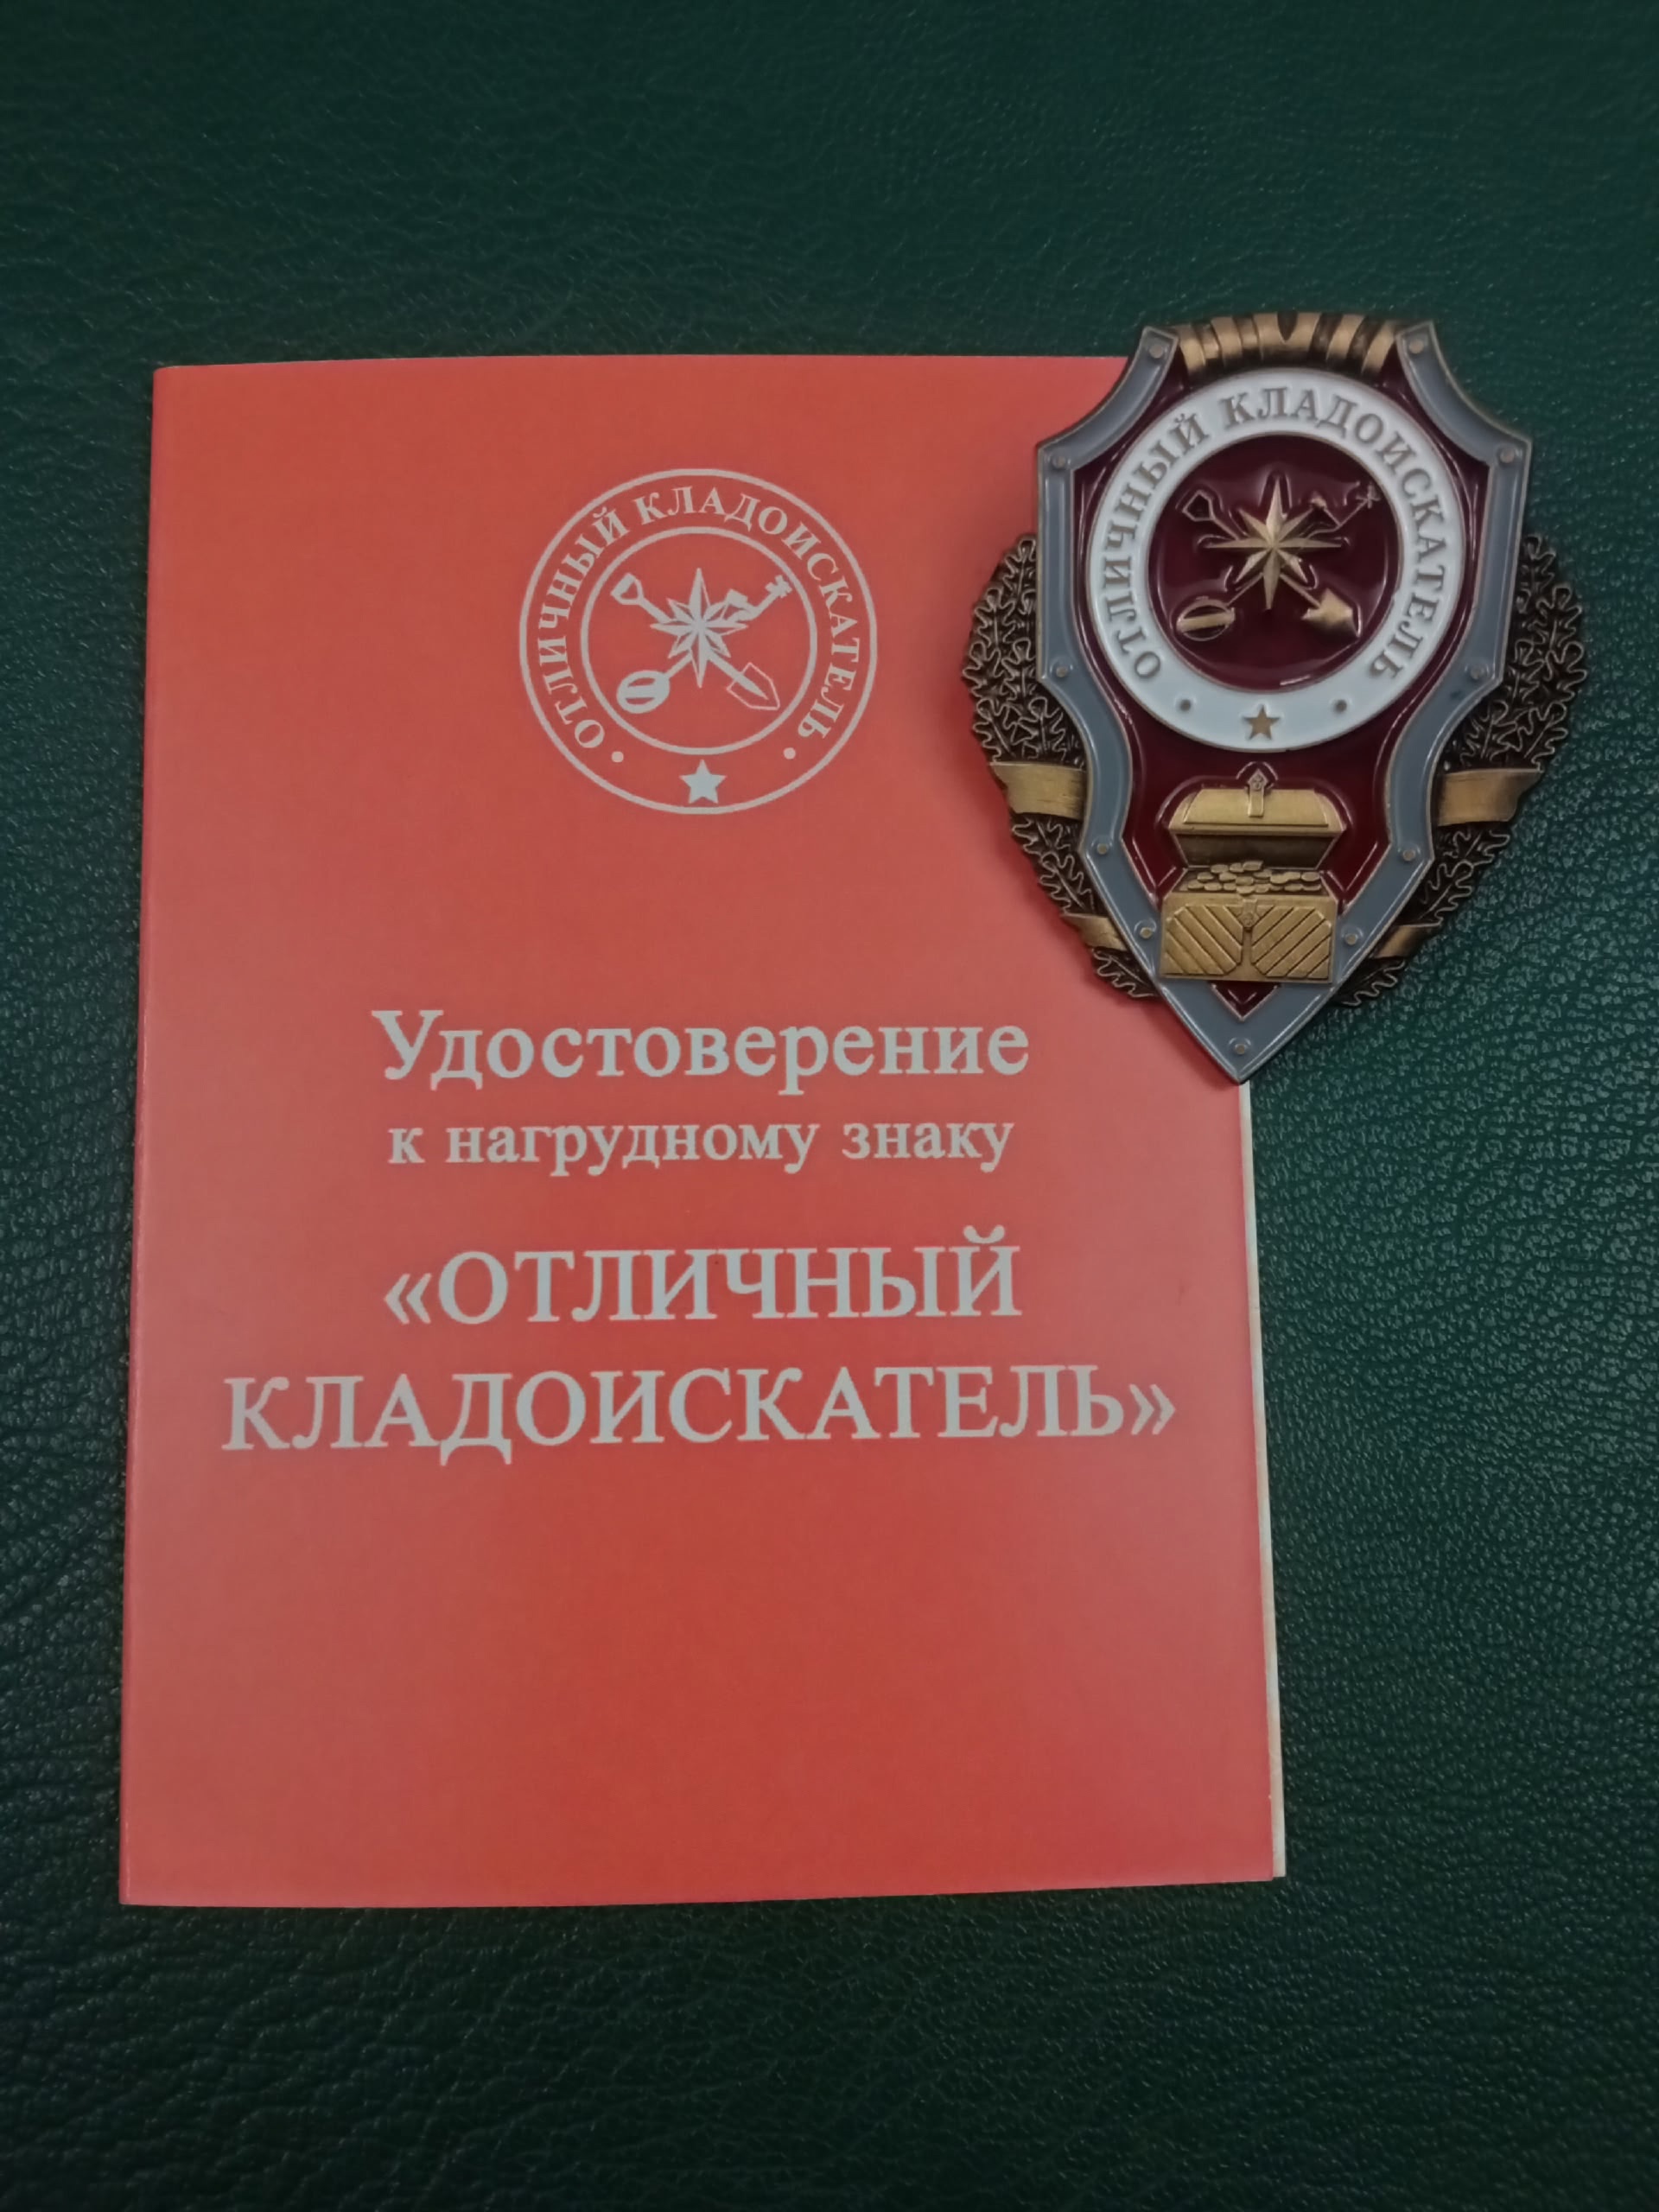 ОТЛИЧНЫЙ КЛАДОИСКАТЕЛЬ
ОТЛИЧНЫЙ КЛАДОИСКАТЕЛЬ
Удостоверение
к нагрудному знаку
«ОТЛИЧНЫЙ
КЛАДОИСКАТЕЛЬ»